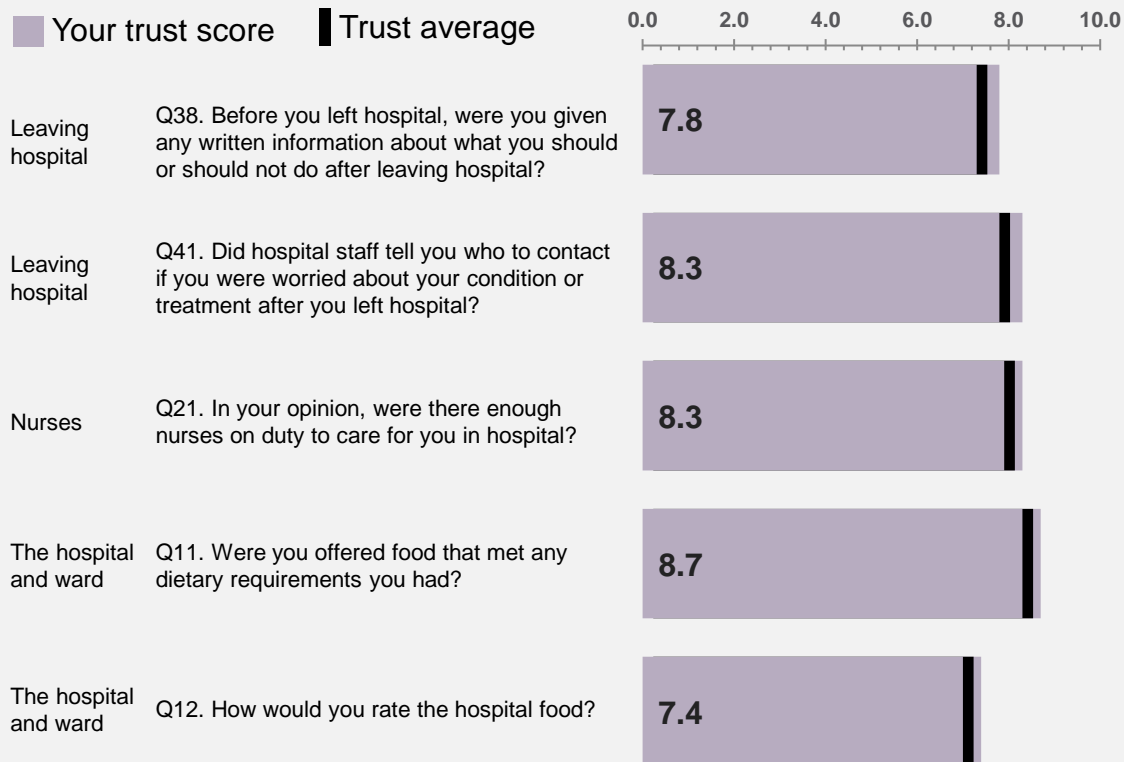 Your trust score
Trust average
0.0 2.0 4.0 6.0 8.0 10.0
Leaving
hospital
Q38. Before you left hospital, were you given
any written information about what you should
or should not do after leaving hospital?
7.8
Leaving
hospital
Q41. Did hospital staff tell you who to contact
if you were worried about your condition or
treatment after you left hospital?
8.3
Nurses
Q21. In your opinion, were there enough
nurses on duty to care for you in hospital?
8.3
The hospital
and ward
Q11. Were you offered food that met any
dietary requirements you had?
8.7
The hospital
and ward
Q12. How would you rate the hospital food?
7.4